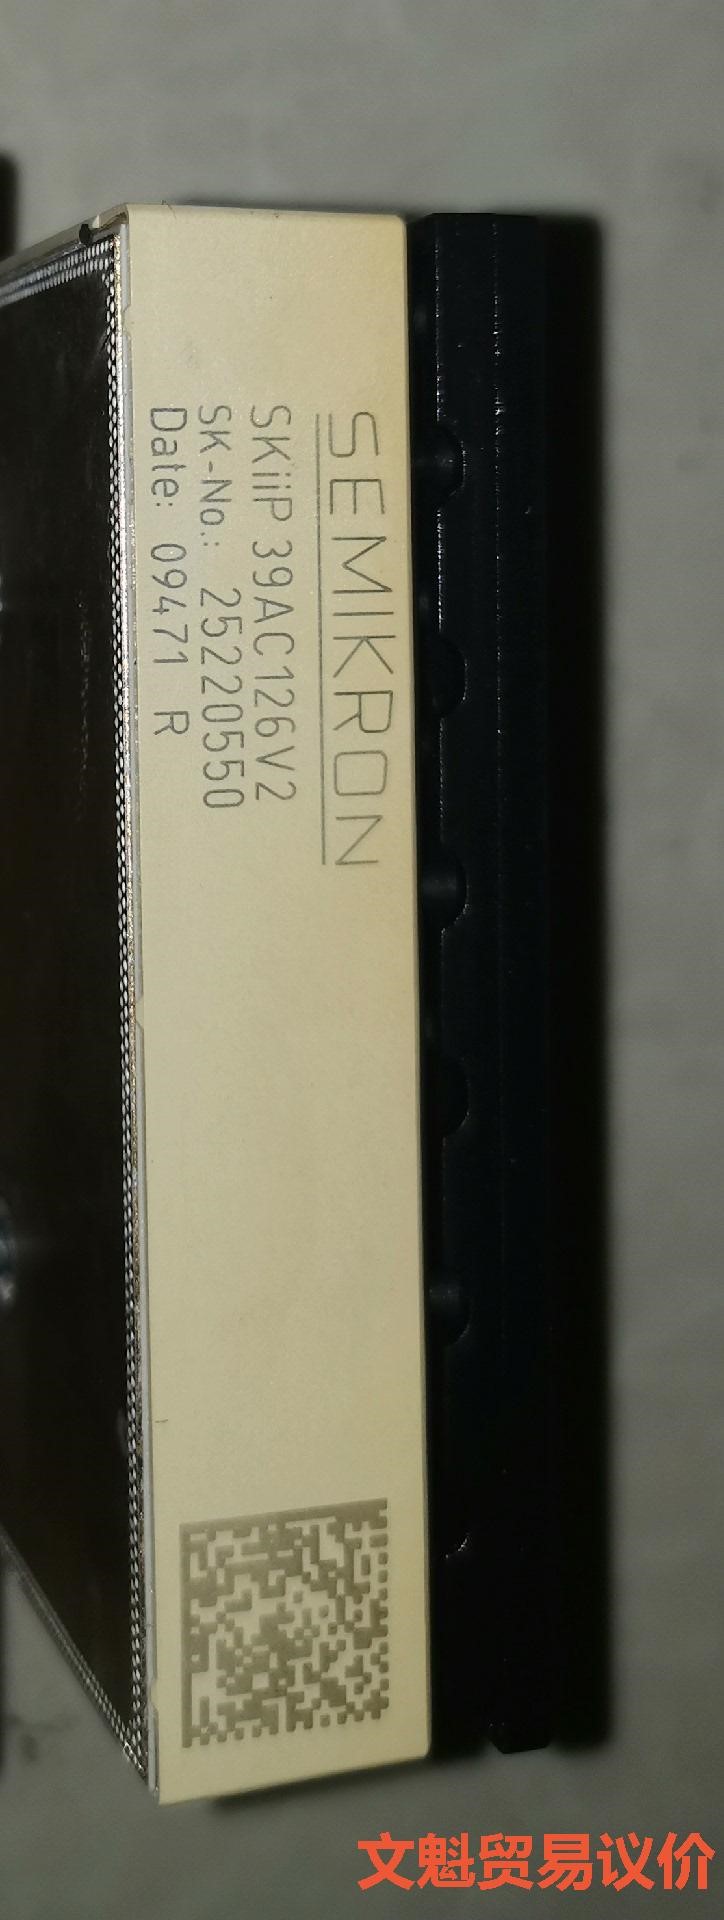 SEMIKRON
SKiiP 39AC126V2
SK-No.: 25220550
Date: 09471 R
文魁贸易议价